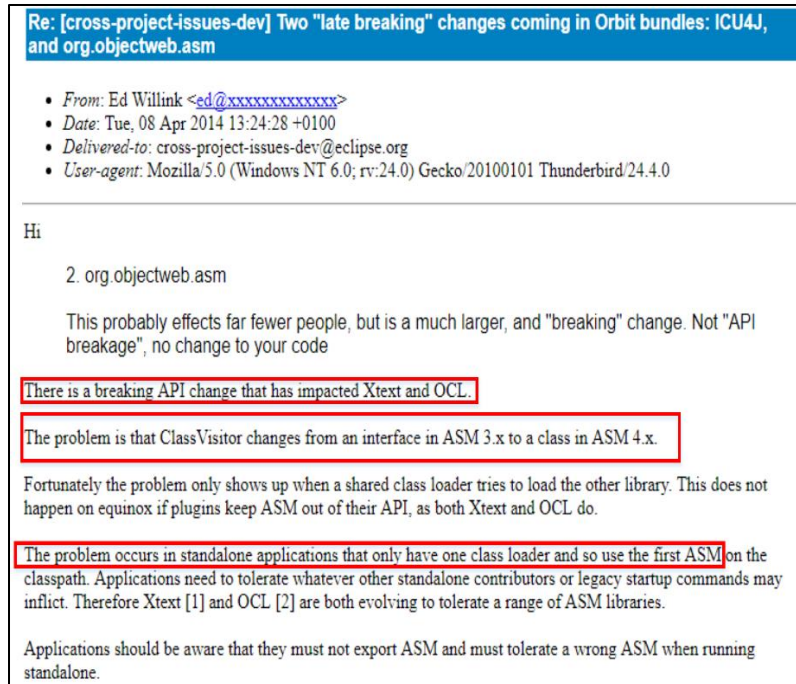 Re: [cross-project-issues-dev] Two "late breaking" changes coming in Orbit bundles: ICU4J,
and org.objectweb.asm
• From: Ed Willink <ed@xxxxxxxxxxxxx>
• Date: Tue, 08 Apr 2014 13:24:28 +0100
• Delivered-to: cross-project-issues-dev@eclipse.org
• User-agent: Mozilla/5.0 (Windows NT 6.0; rv:24.0) Gecko/20100101 Thunderbird/24.4.0
Hi
2. org.objectweb.asm
This probably effects far fewer people, but is a much larger, and "breaking" change. Not "API
breakage", no change to your code
There is a breaking API change that has impacted Xtext and OCL.
The problem is that ClassVisitor changes from an interface in ASM 3.x to a class in ASM 4.x.
Fortunately the problem only shows up when a shared class loader tries to load the other library. This does not
happen on equinox if plugins keep ASM out of their API, as both Xtext and OCL do.
The problem occurs in standalone applications that only have one class loader and so use the first ASM on the
classpath. Applications need to tolerate whatever other standalone contributors or legacy startup commands may
inflict. Therefore Xtext [1] and OCL [2] are both evolving to tolerate a range of ASM libraries.
Applications should be aware that they must not export ASM and must tolerate a wrong ASM when running
standalone.